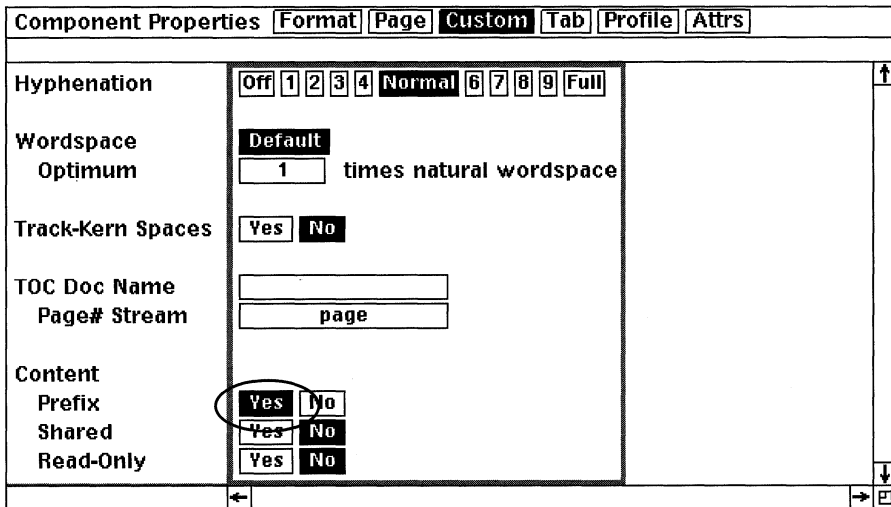 Component Properties Format Page Custom Tab Profile Attrs
Hyphenation Off 1 2 3 4 Normal 6 7 8 9 Full
Wordspace Default
Optimum 1 times natural wordspace
Track-Kern Spaces Yes No
TOC Doc Name
Page# Stream page
Content
Prefix Yes No
Shared Yes No
Read-Only Yes No